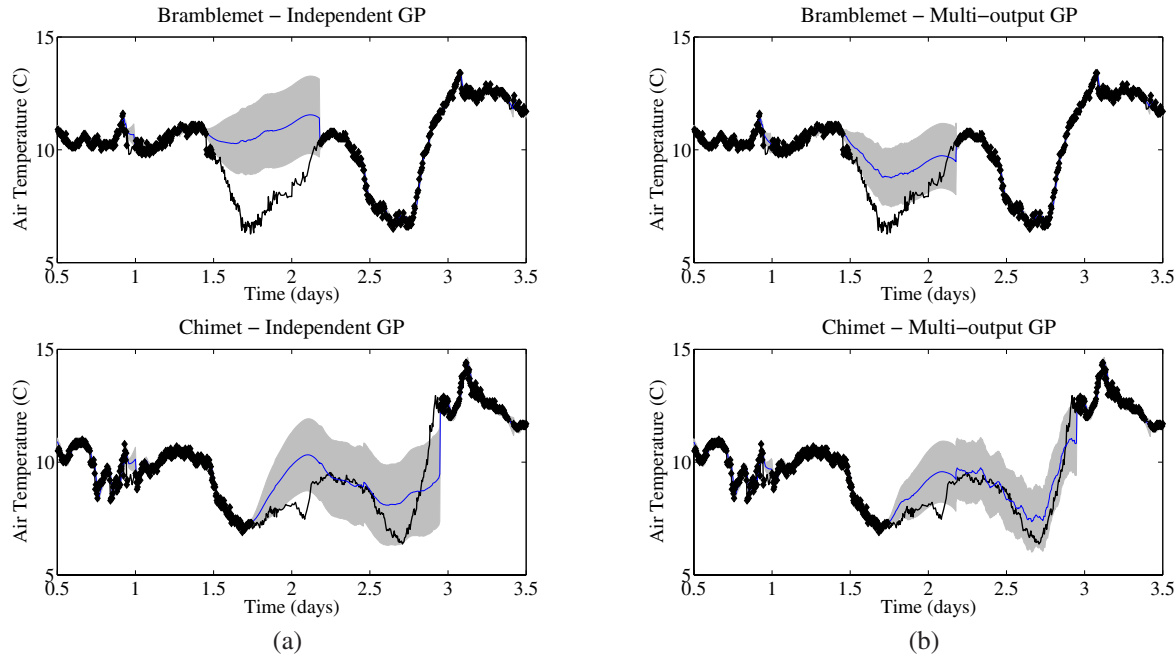 Bramblemet − Independent GP
15
10
5
Air Temperature (C)
0.5 1 1.5 2 2.5 3 3.5
Time (days)
Chimet − Independent GP
15
10
5
Air Temperature (C)
0.5 1 1.5 2 2.5 3 3.5
Time (days)
(a)
Bramblemet − Multi−output GP
15
10
5
Air Temperature (C)
0.5 1 1.5 2 2.5 3 3.5
Time (days)
Chimet − Multi−output GP
15
10
5
Air Temperature (C)
0.5 1 1.5 2 2.5 3 3.5
Time (days)
(b)